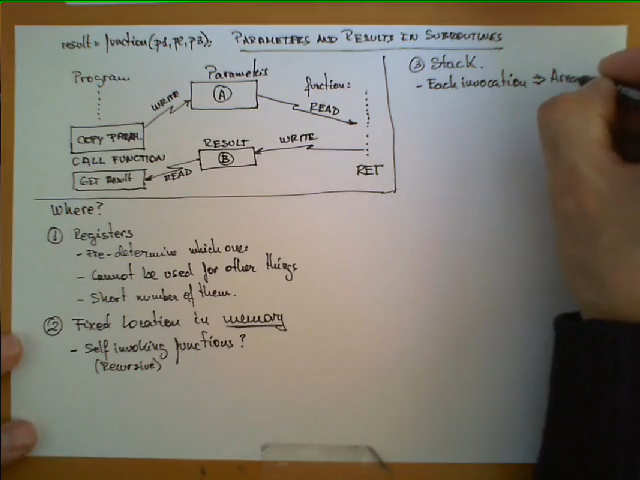 result = function(p1, p2, p3);
PARAMETERS AND RESULTS IN SUBROUTINES
Program
Parameters
function:
WRITE
A
READ
COPY PARAM
CALL FUNCTION
GET Result
RESULT
B
WRITE
READ
RET
Where?
1 Registers
- Pre-determine which ones
- Cannot be used for other things
- Short number of them.
2 Fixed Location in memory
- Self invoking functions?
(Recursive)
3 Stack.
- Each invocation ⇒